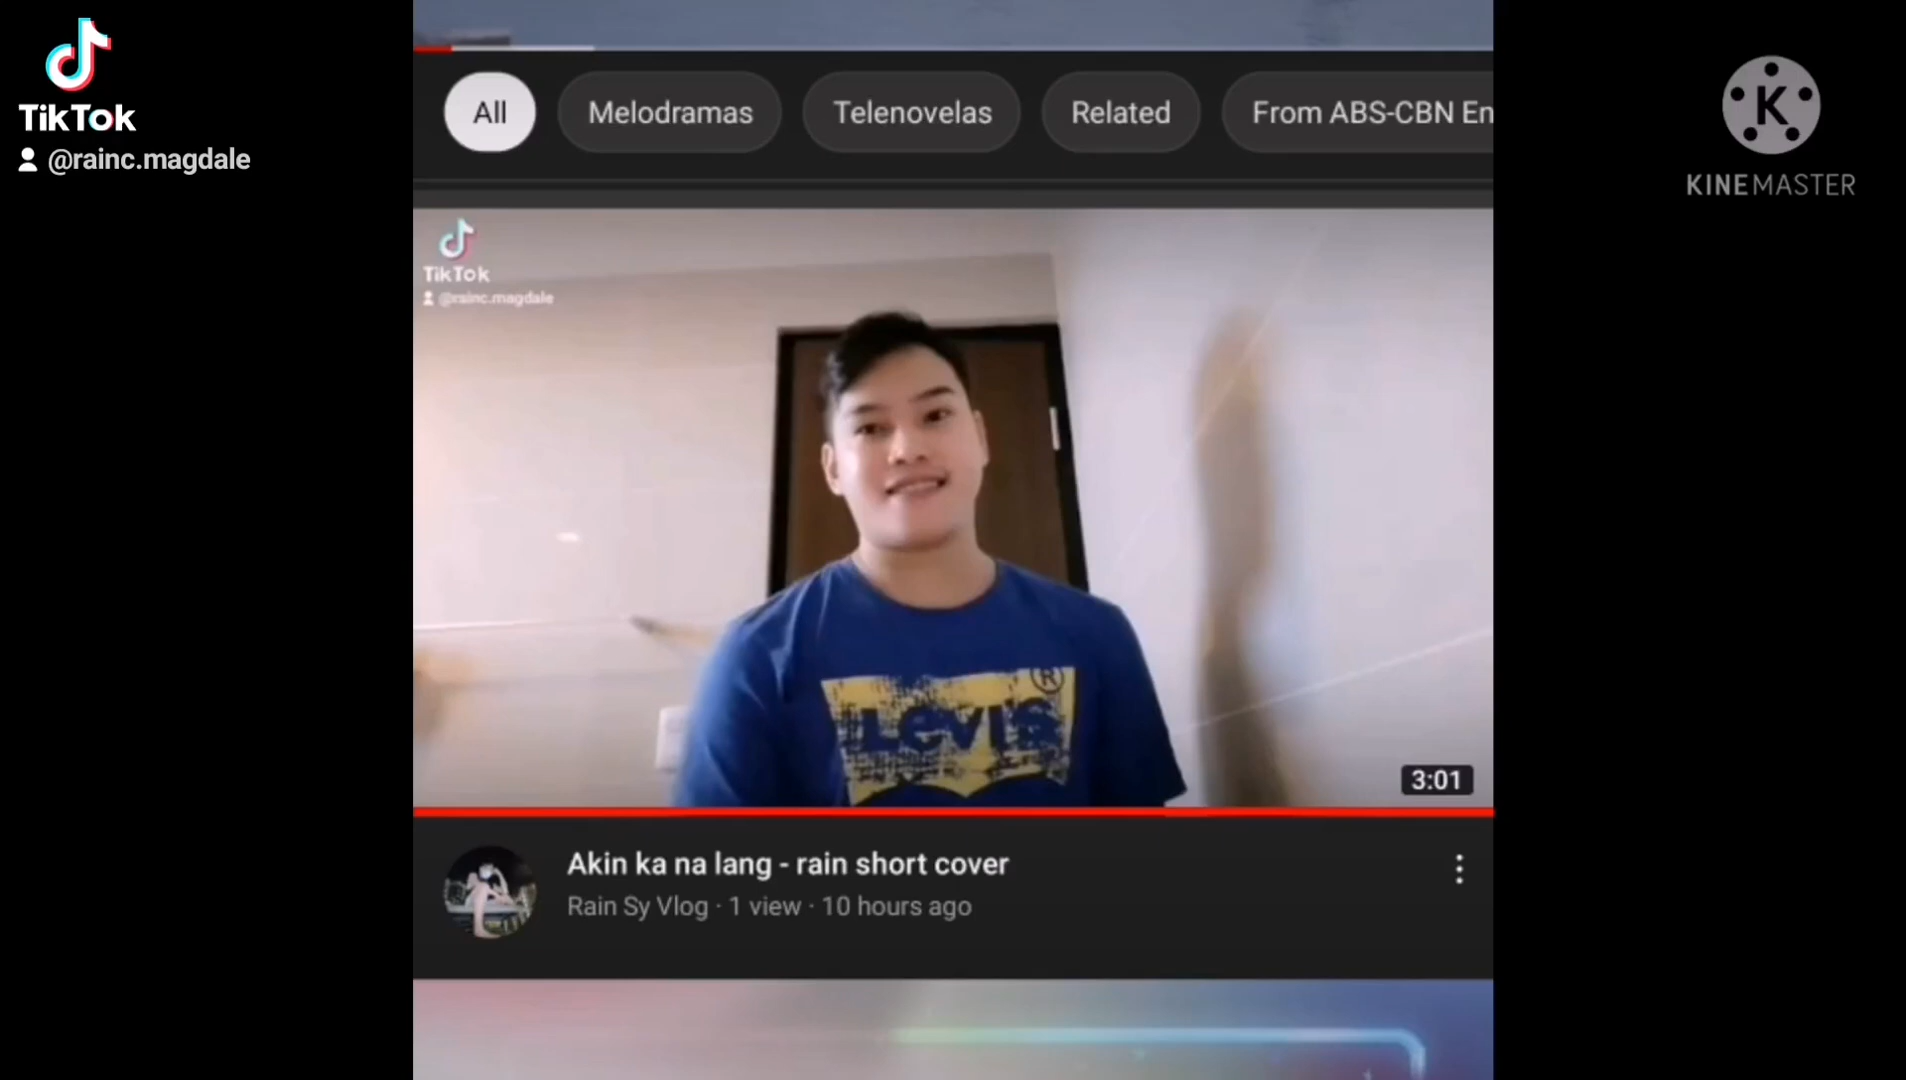 TikTok
@rainc.magdale
KINEMASTER
All
Melodramas
Telenovelas
Related
From ABS-CBN En
TikTok
@rainc.magdale
LEVI'S
®
3:01
Akin ka na lang - rain short cover
Rain Sy Vlog · 1 view · 10 hours ago